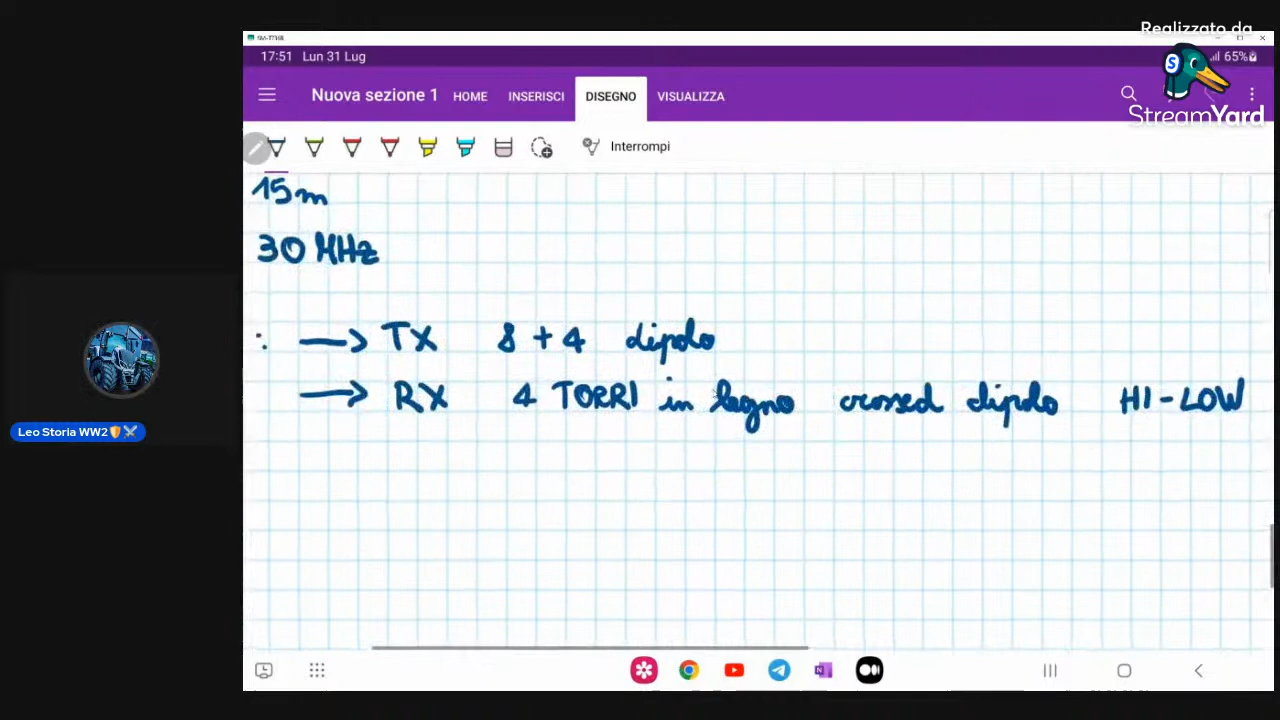 Realizzato da
StreamYard
17:51 Lun 31 Lug
65%
Nuova sezione 1 HOME INSERISCI DISEGNO VISUALIZZA
Interrompi
15m
30 MHz
: → TX 8 + 4 dipolo
→ RX 4 TORRI in legno crossed dipolo HI-LOW
Leo Storia WW2🛡️⚔️